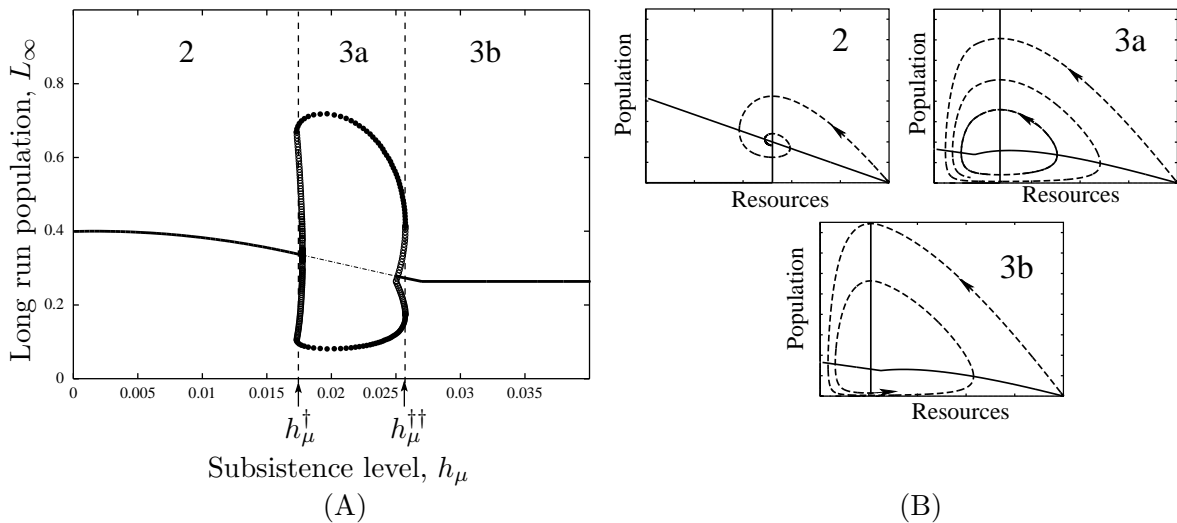 2
3a
3b
0.8
0.6
0.4
0.2
0
0
0.005
0.01
0.015
0.02
0.025
0.03
0.035
Long run population, L∞
h†μ
h††μ
Subsistence level, hμ
(A)
2
Population
Resources
3a
Population
Resources
3b
Population
Resources
(B)